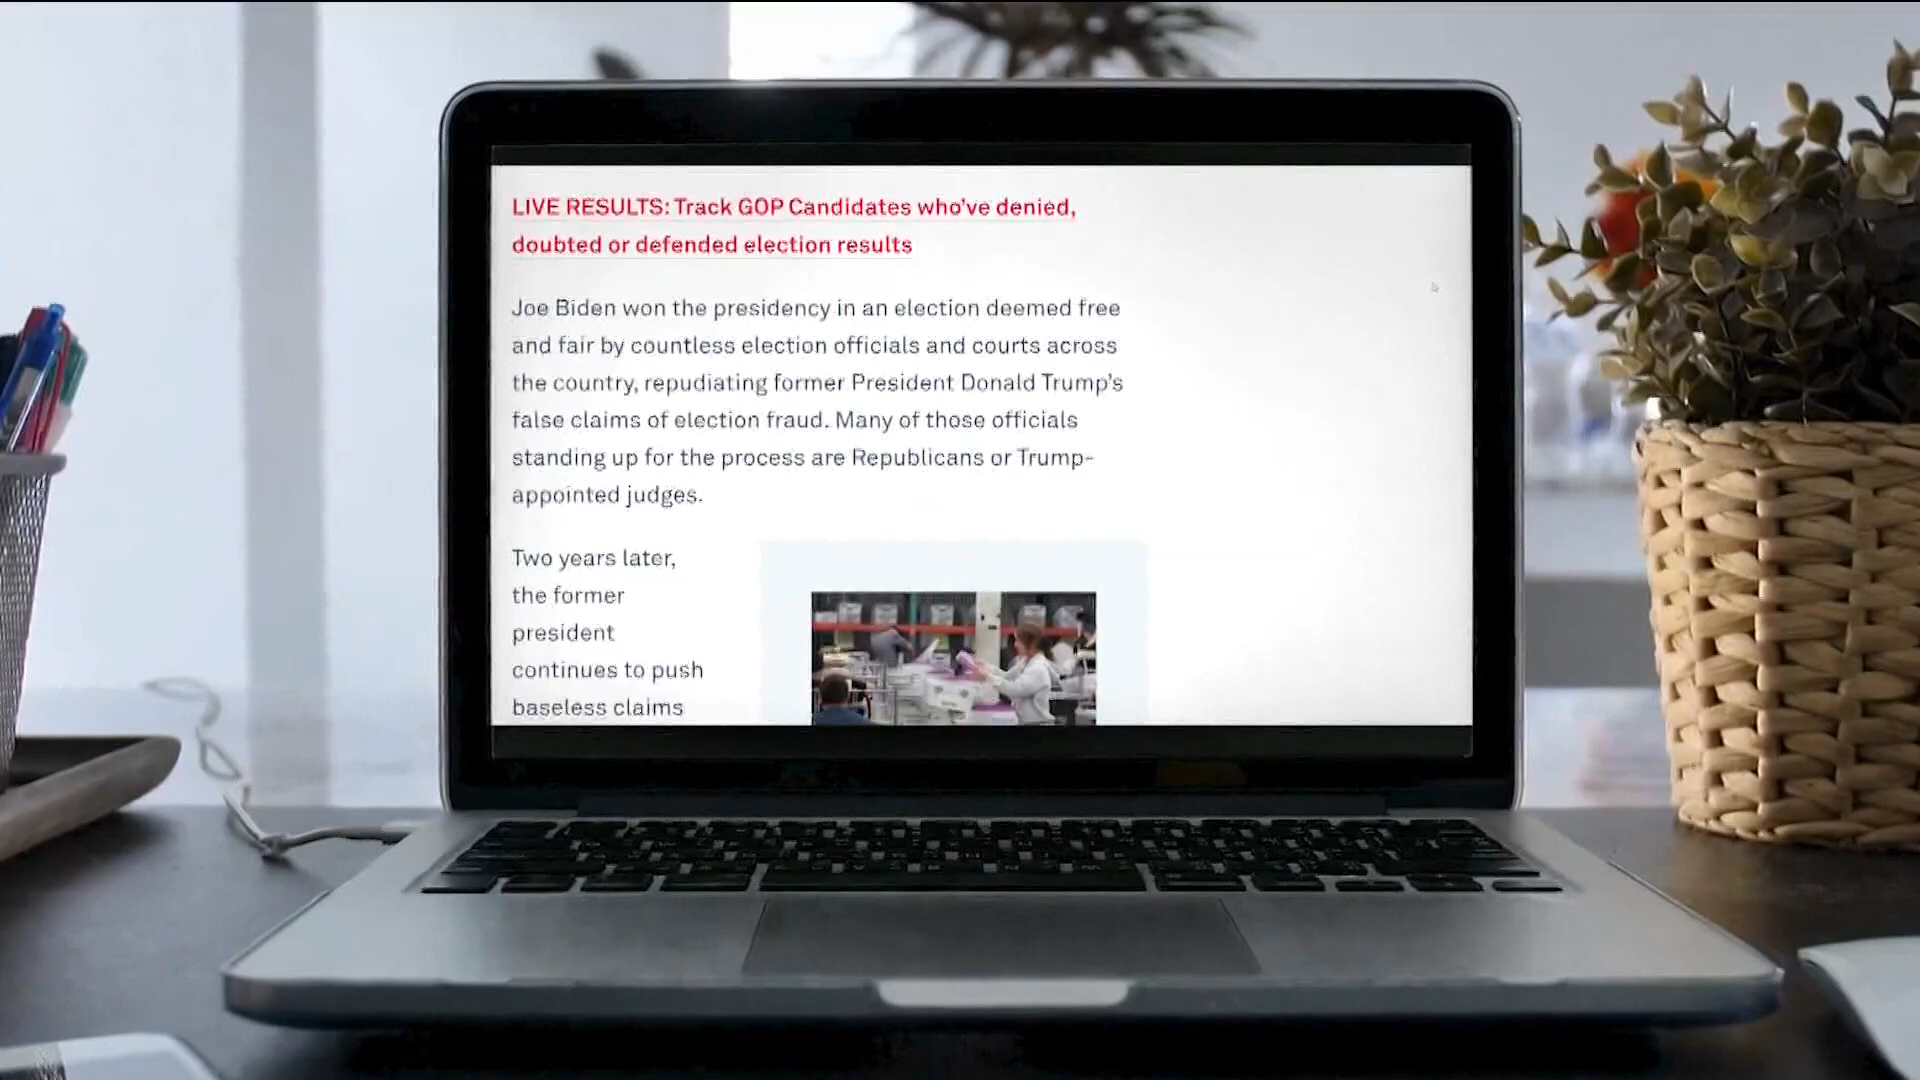 LIVE RESULTS: Track GOP Candidates who've denied,
doubted or defended election results
Joe Biden won the presidency in an election deemed free
and fair by countless election officials and courts across
the country, repudiating former President Donald Trump's
false claims of election fraud. Many of those officials
standing up for the process are Republicans or Trump-
appointed judges.
Two years later,
the former
president
continues to push
baseless claims